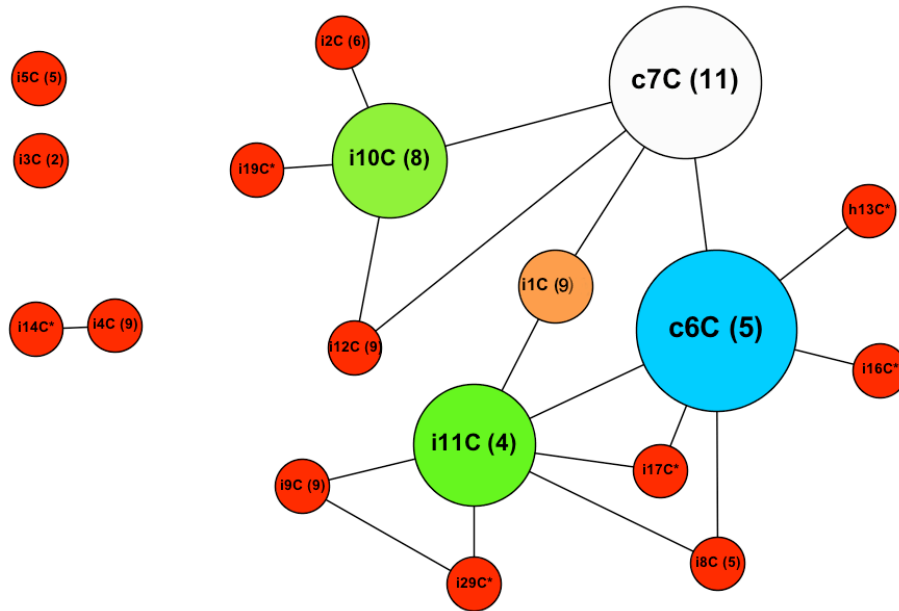 i2C (6)
i5C (5)
c7C (11)
i3C (2)
i10C (8)
i19C*
h13C*
i1C (9)
i14C*
i4C (9)
c6C (5)
i12C (9)
i16C*
i11C (4)
i17C*
i9C (9)
i8C (5)
i29C*